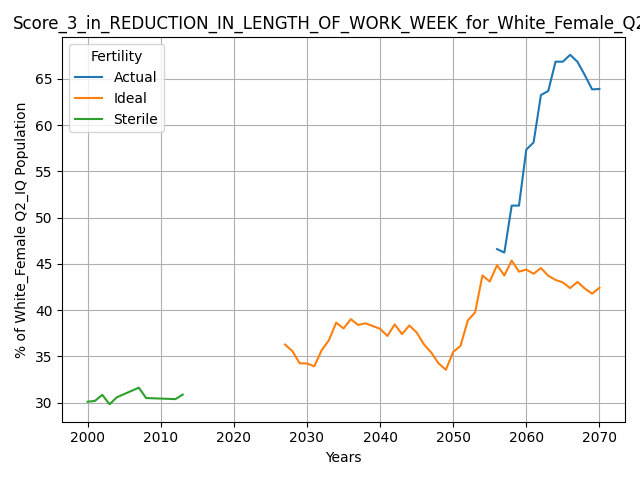 Score_3_in_REDUCTION_IN_LENGTH_OF_WORK_WEEK_for_White_Female_Q2
Fertility
Actual
Ideal
Sterile
% of White_Female Q2_IQ Population
65
60
55
50
45
40
35
30
2000 2010 2020 2030 2040 2050 2060 2070
Years